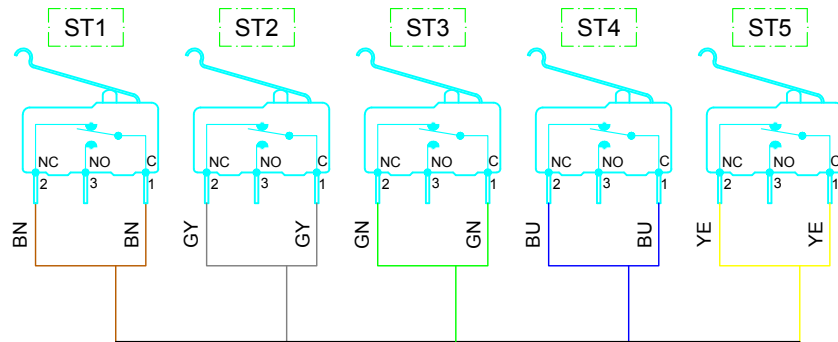 ST1 ST2 ST3 ST4 ST5
NC NO C NC NO C NC NO C NC NO C NC NO C
2 3 1 2 3 1 2 3 1 2 3 1 2 3 1
BN BN GY GY GN GN BU BU YE YE